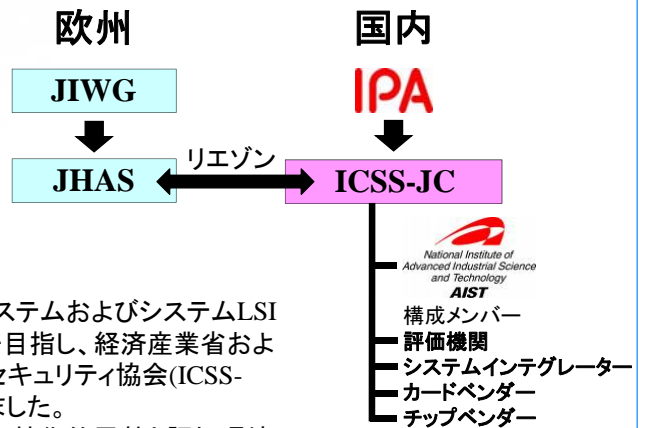 欧州
国内
JIWG
IPA
リエゾン
JHAS
ICSS-JC
National Institute of
Advanced Industrial Science
and Technology
AIST
構成メンバー
評価機関
システムインテグレーター
カードベンダー
チップベンダー
ステムおよびシステムLSI
目指し、経済産業省およ
セキュリティ協会(ICSS-
ました。